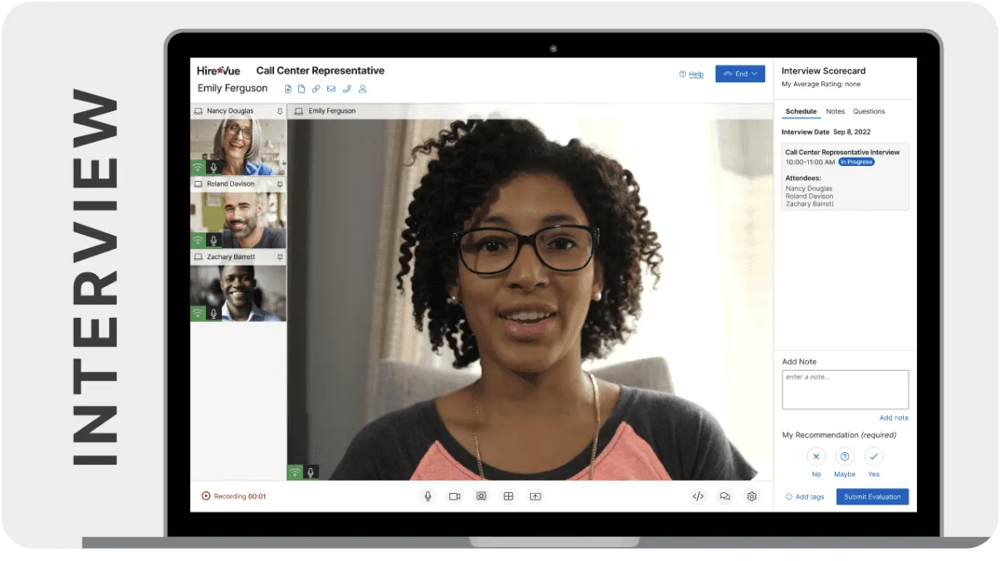 INTERVIEW
HireVue
Call Center Representative
Emily Ferguson
Help
End
Nancy Douglas
Emily Ferguson
Roland Davison
Zachary Barrett
Recording 00:01
Interview Scorecard
My Average Rating: none
Schedule Notes Questions
Interview Date Sep 8, 2022
Call Center Representative Interview
10:00-11:00 AM In Progress
Attendees:
Nancy Douglas
Roland Davison
Zachary Barrett
Add Note
enter a note...
Add note
My Recommendation (required)
No Maybe Yes
Add tags Submit Evaluation